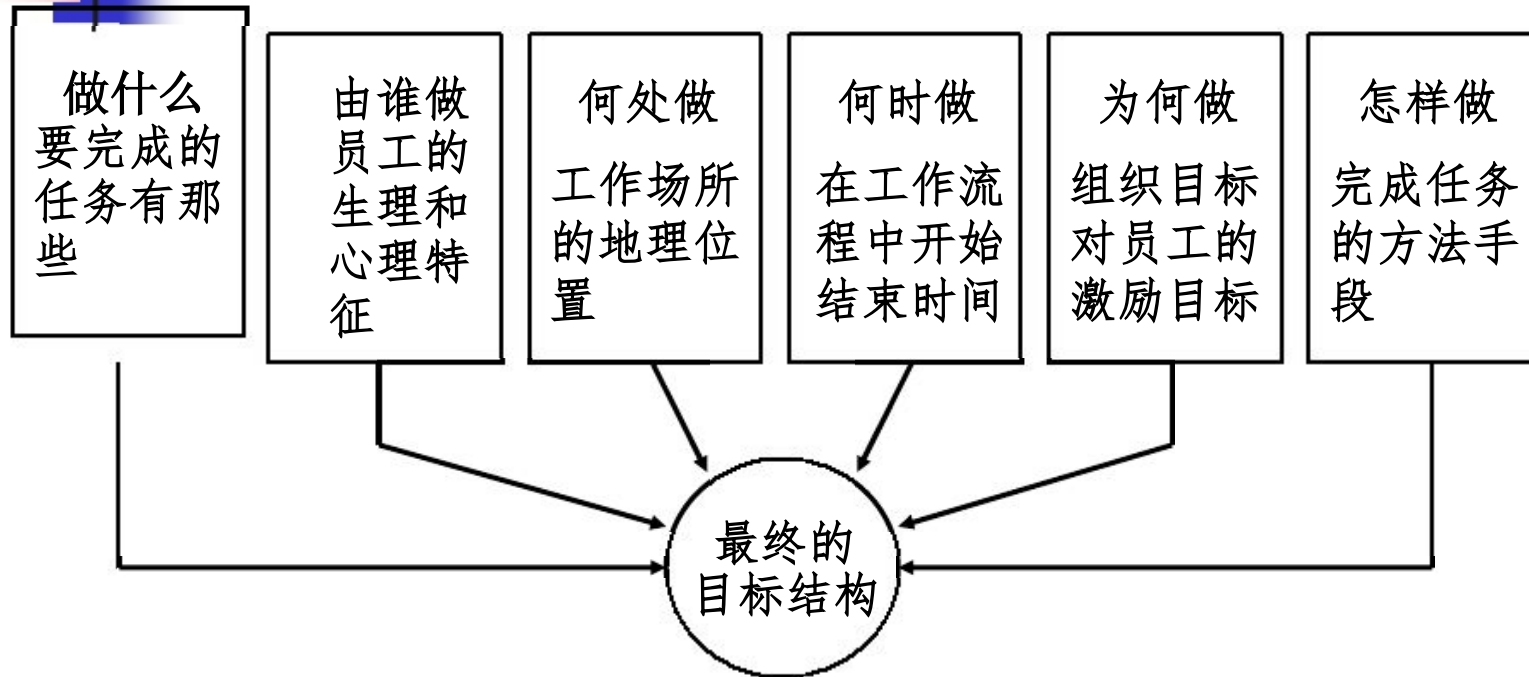 做什么
要完成的
任务有那
些
由谁做
员工的
生理和
心理特
征
何处做
工作场所
的地理位
置
何时做
在工作流
程中开始
结束时间
为何做
组织目标
对员工的
激励目标
怎样做
完成任务
的方法手
段
最终的
目标结构